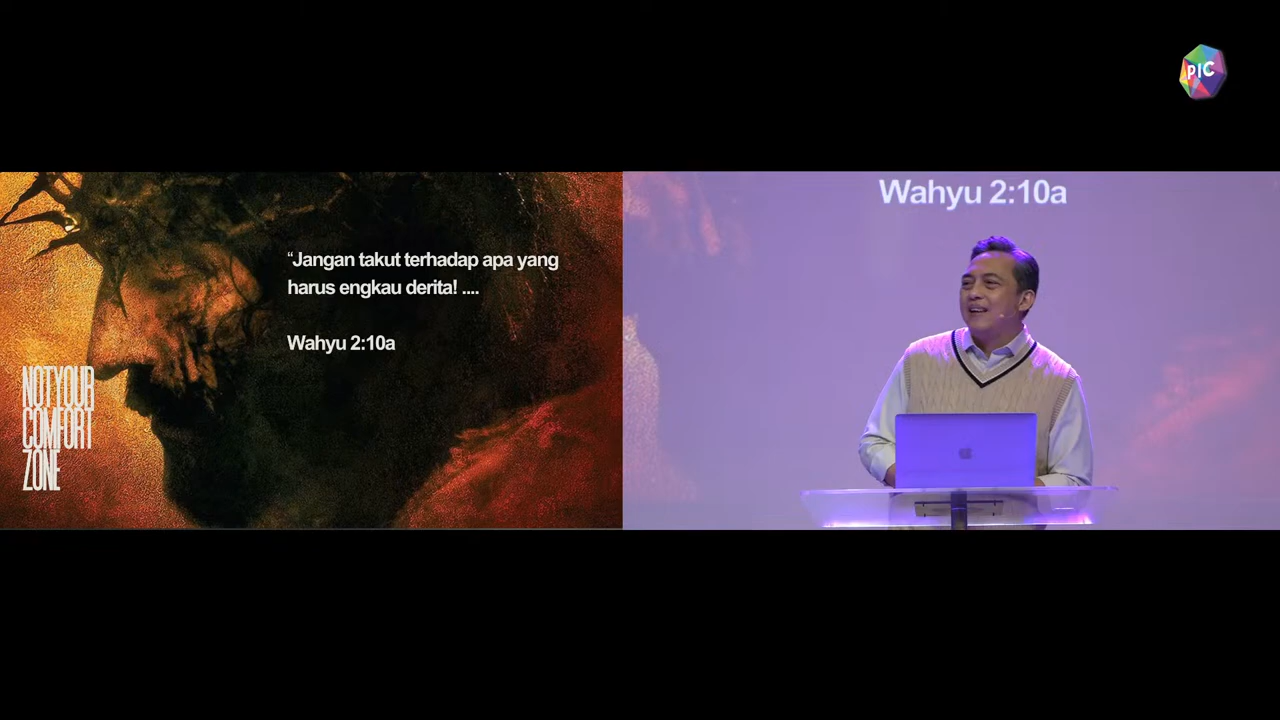 PIC
Wahyu 2:10a
“Jangan takut terhadap apa yang
harus engkau derita! ....
Wahyu 2:10a
NOT YOUR
COMFORT
ZONE